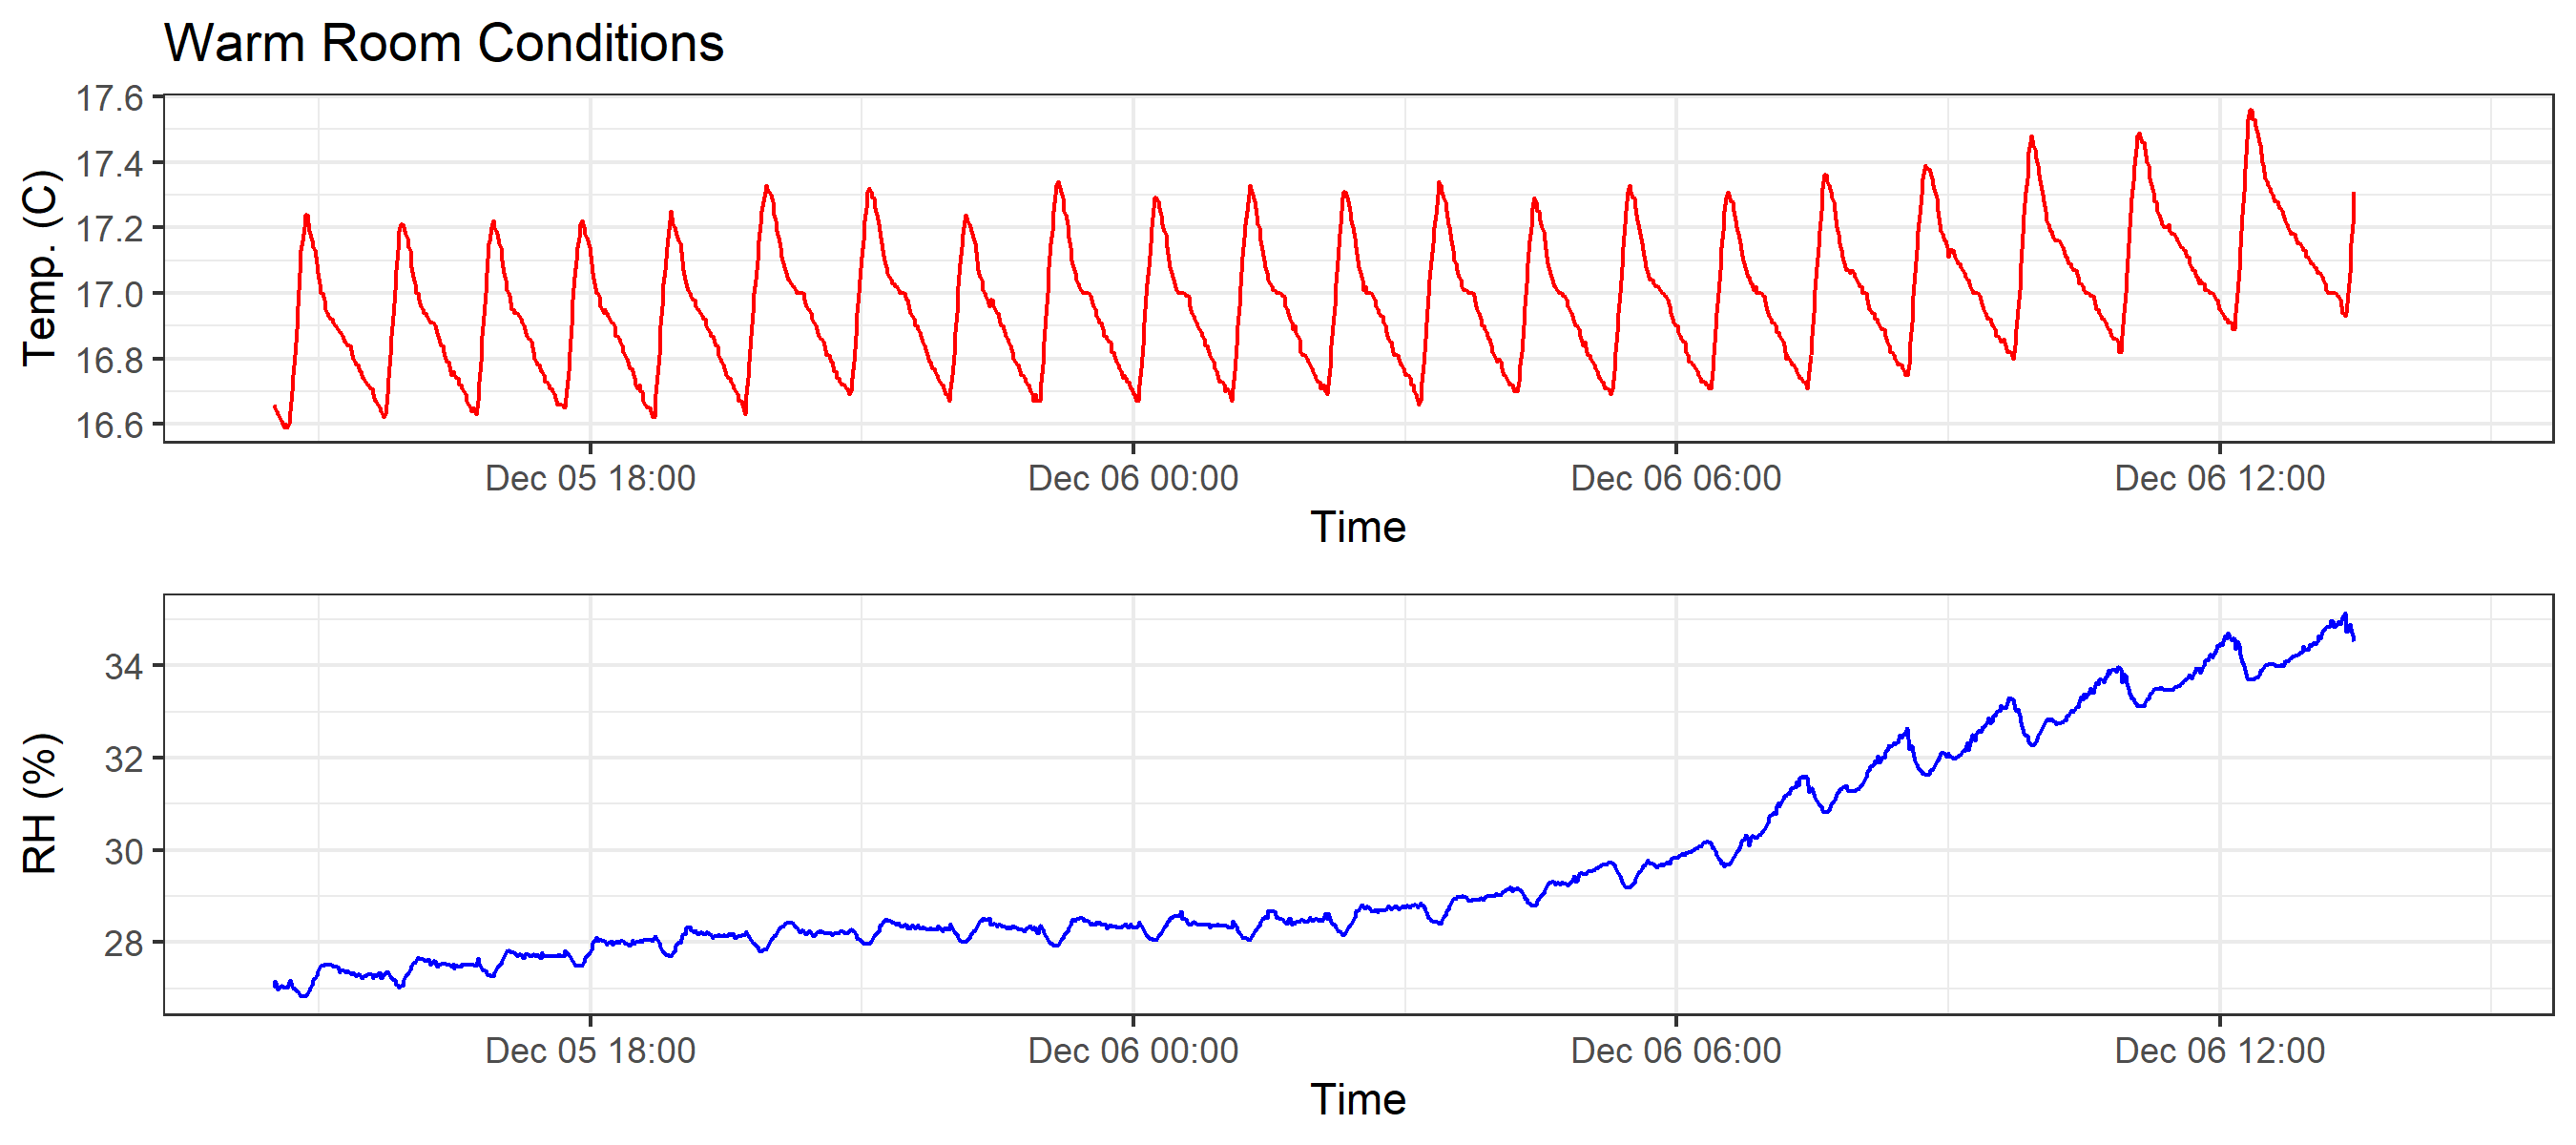 Warm Room Conditions
17.6
17.4
17.2
17.0
16.8
16.6
Temp. (C)
Dec 05 18:00 Dec 06 00:00 Dec 06 06:00 Dec 06 12:00
Time
34
32
30
28
RH (%)
Dec 05 18:00 Dec 06 00:00 Dec 06 06:00 Dec 06 12:00
Time